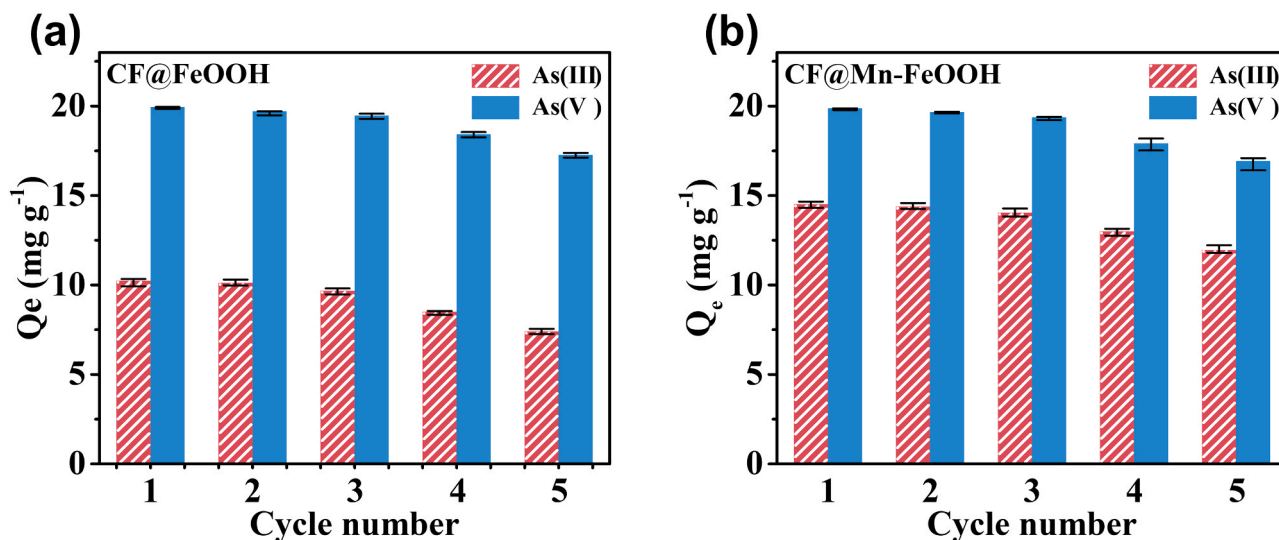 (a)
CF@FeOOH
As(III)
As(V )
20
15
10
5
0
Qe (mg g⁻¹)
1 2 3 4 5
Cycle number
(b)
CF@Mn-FeOOH
As(III)
As(V )
20
15
10
5
0
Qₑ (mg g⁻¹)
1 2 3 4 5
Cycle number